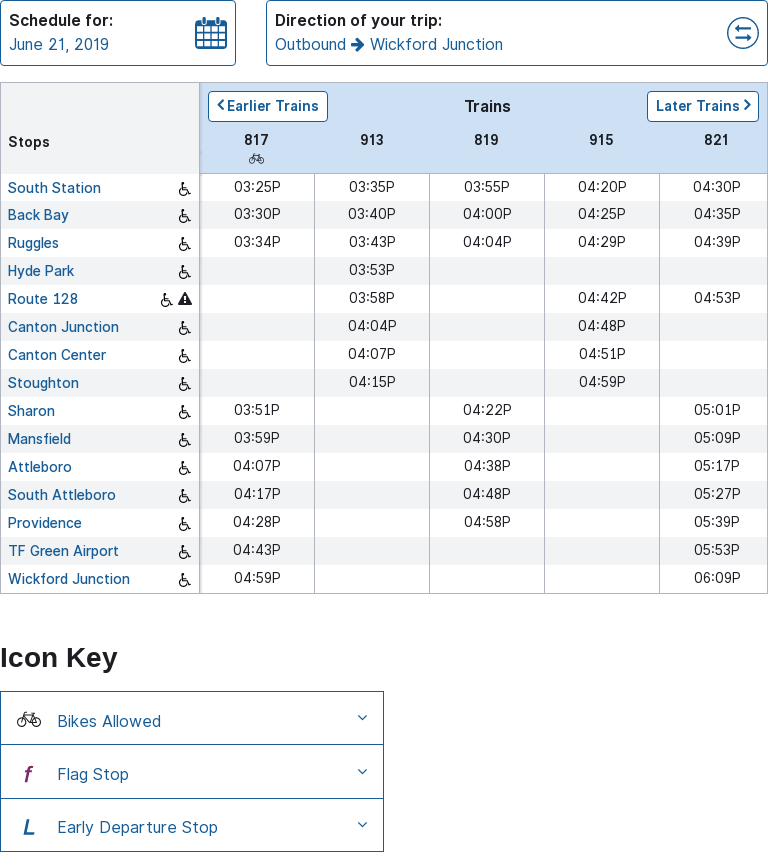 Schedule for:
June 21, 2019
Direction of your trip:
Outbound Wickford Junction
Earlier Trains Trains Later Trains
Stops 817 913 819 915 821
South Station 03:25P 03:35P 03:55P 04:20P 04:30P
Back Bay 03:30P 03:40P 04:00P 04:25P 04:35P
Ruggles 03:34P 03:43P 04:04P 04:29P 04:39P
Hyde Park 03:53P
Route 128 03:58P 04:42P 04:53P
Canton Junction 04:04P 04:48P
Canton Center 04:07P 04:51P
Stoughton 04:15P 04:59P
Sharon 03:51P 04:22P 05:01P
Mansfield 03:59P 04:30P 05:09P
Attleboro 04:07P 04:38P 05:17P
South Attleboro 04:17P 04:48P 05:27P
Providence 04:28P 04:58P 05:39P
TF Green Airport 04:43P 05:53P
Wickford Junction 04:59P 06:09P
Icon Key
Bikes Allowed
f Flag Stop
L Early Departure Stop